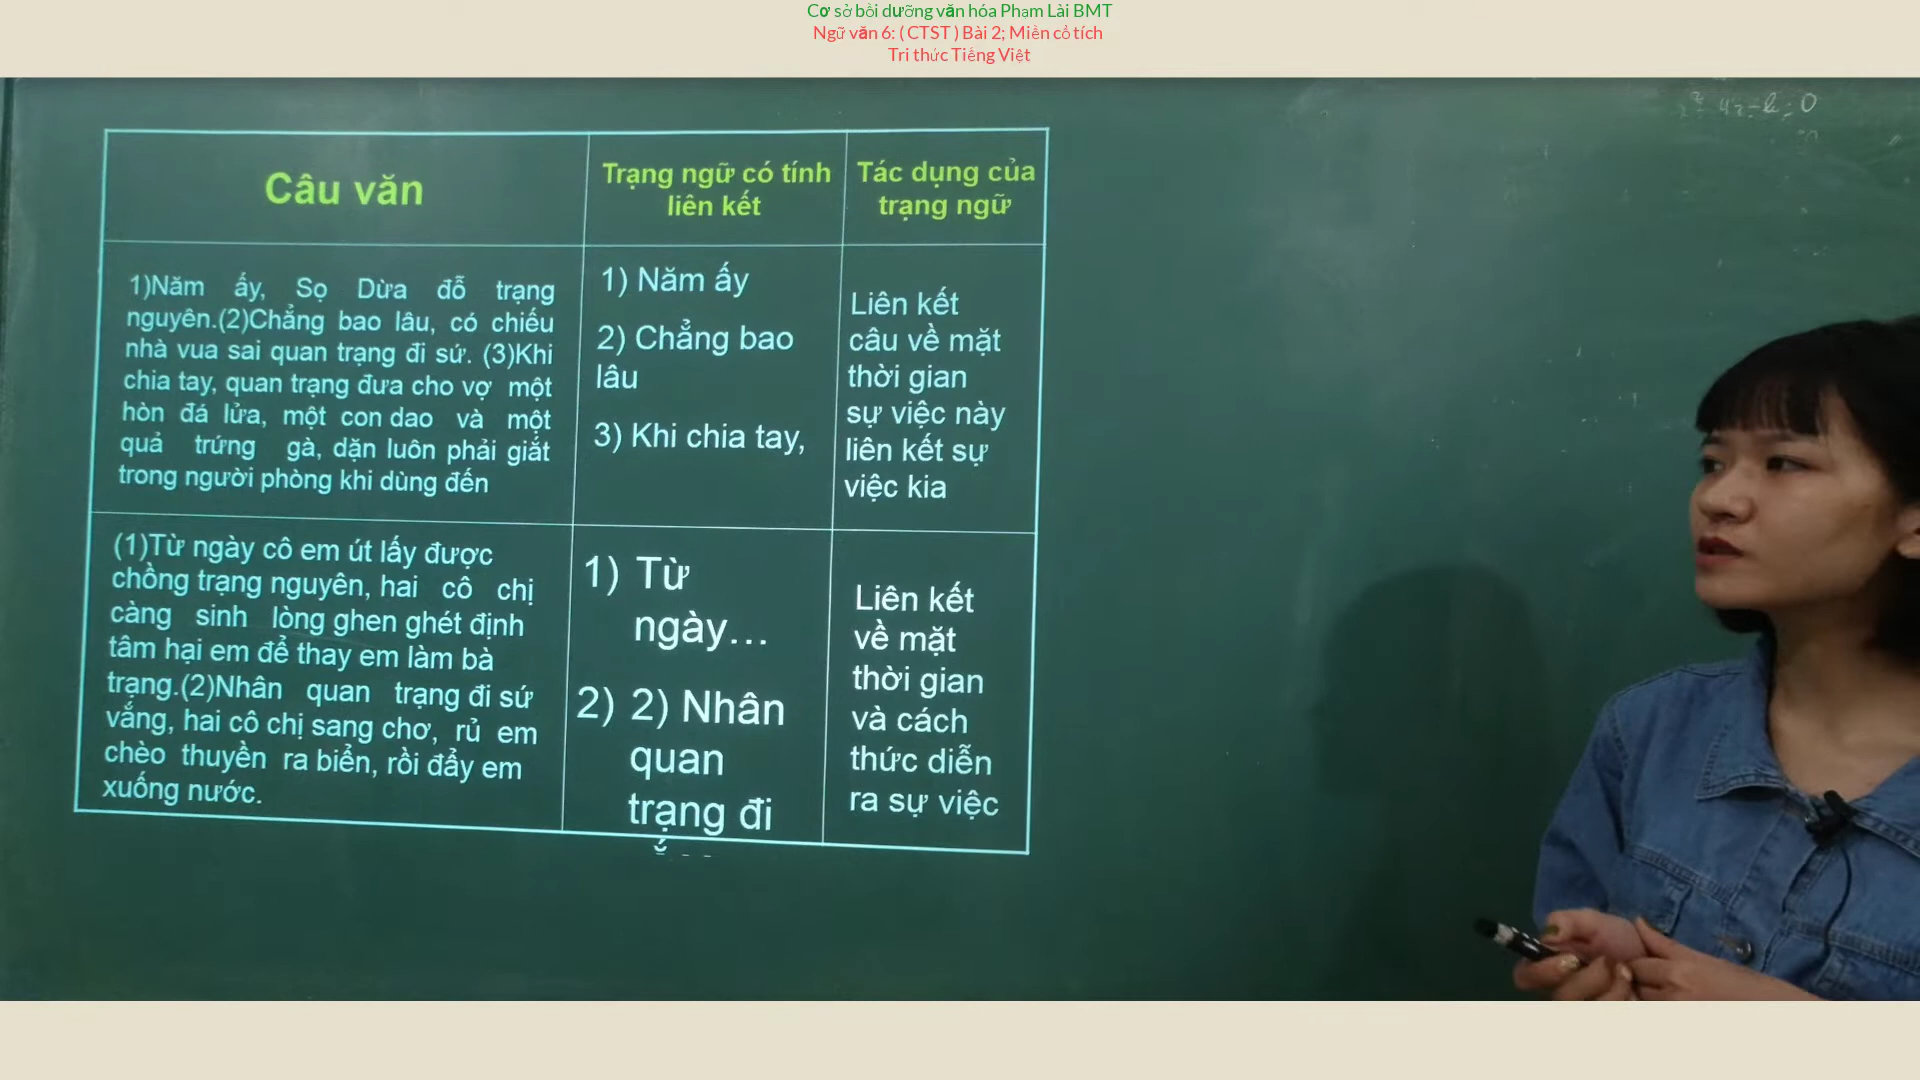 Cơ sở bồi dưỡng văn hóa Phạm Lài BMT
Ngữ văn 6: ( CTST ) Bài 2; Miền cổ tích
Tri thức Tiếng Việt
Câu văn
Trạng ngữ có tính
liên kết
Tác dụng của
trạng ngữ
1)Năm ấy, Sọ Dừa đỗ trạng
nguyên.(2)Chẳng bao lâu, có chiếu
nhà vua sai quan trạng đi sứ. (3)Khi
chia tay, quan trạng đưa cho vợ một
hòn đá lửa, một con dao và một
quả trứng gà, dặn luôn phải giắt
trong người phòng khi dùng đến
1) Năm ấy
2) Chẳng bao
lâu
3) Khi chia tay,
Liên kết
câu về mặt
thời gian
sự việc này
liên kết sự
việc kia
(1)Từ ngày cô em út lấy được
chồng trạng nguyên, hai cô chị
càng sinh lòng ghen ghét định
tâm hại em để thay em làm bà
trạng.(2)Nhân quan trạng đi sứ
vắng, hai cô chị sang chơ, rủ em
chèo thuyền ra biển, rồi đẩy em
xuống nước.
1) Từ
ngày...
2) 2) Nhân
quan
trạng đi
Liên kết
về mặt
thời gian
và cách
thức diễn
ra sự việc